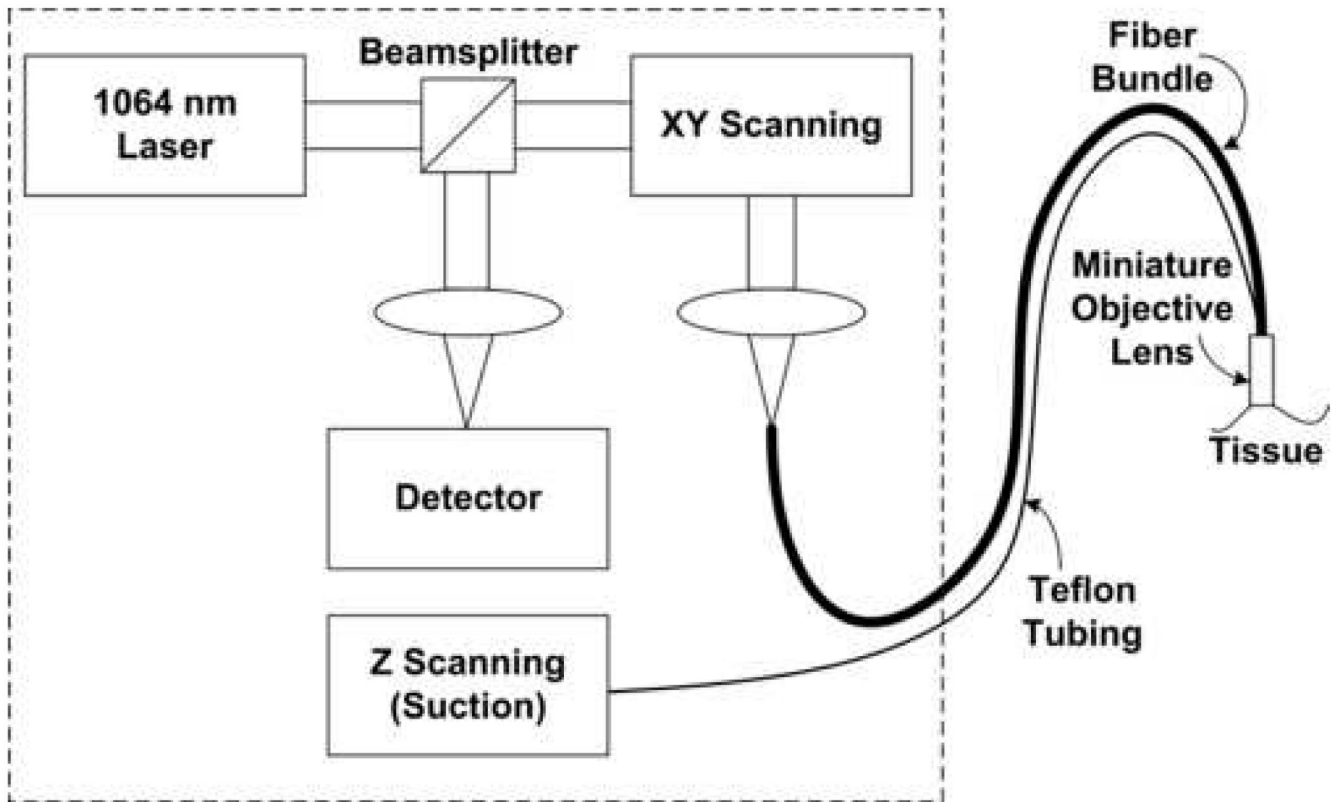 Beamsplitter
1064 nm
Laser
XY Scanning
Fiber
Bundle
Miniature
Objective
Lens
Tissue
Detector
Teflon
Tubing
Z Scanning
(Suction)